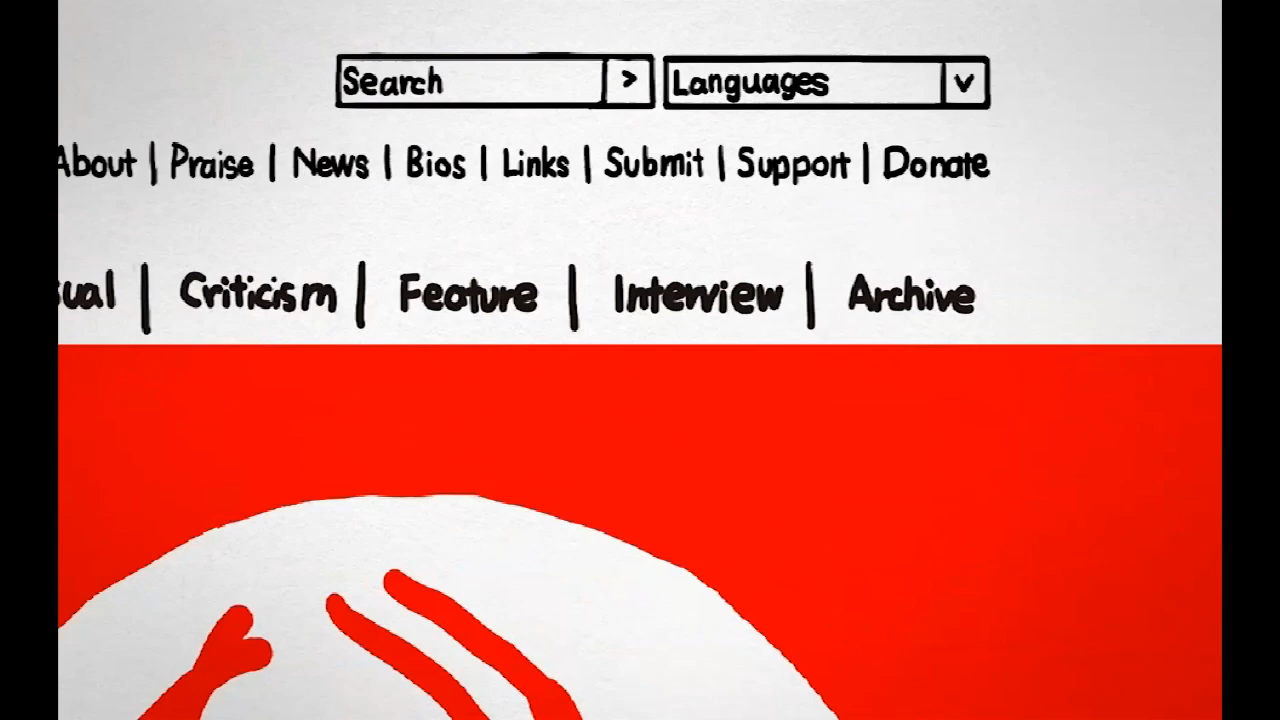 Search > Languages v
About | Praise | News | Bios | Links | Submit | Support | Donate
| Criticism | Feature | Interview | Archive